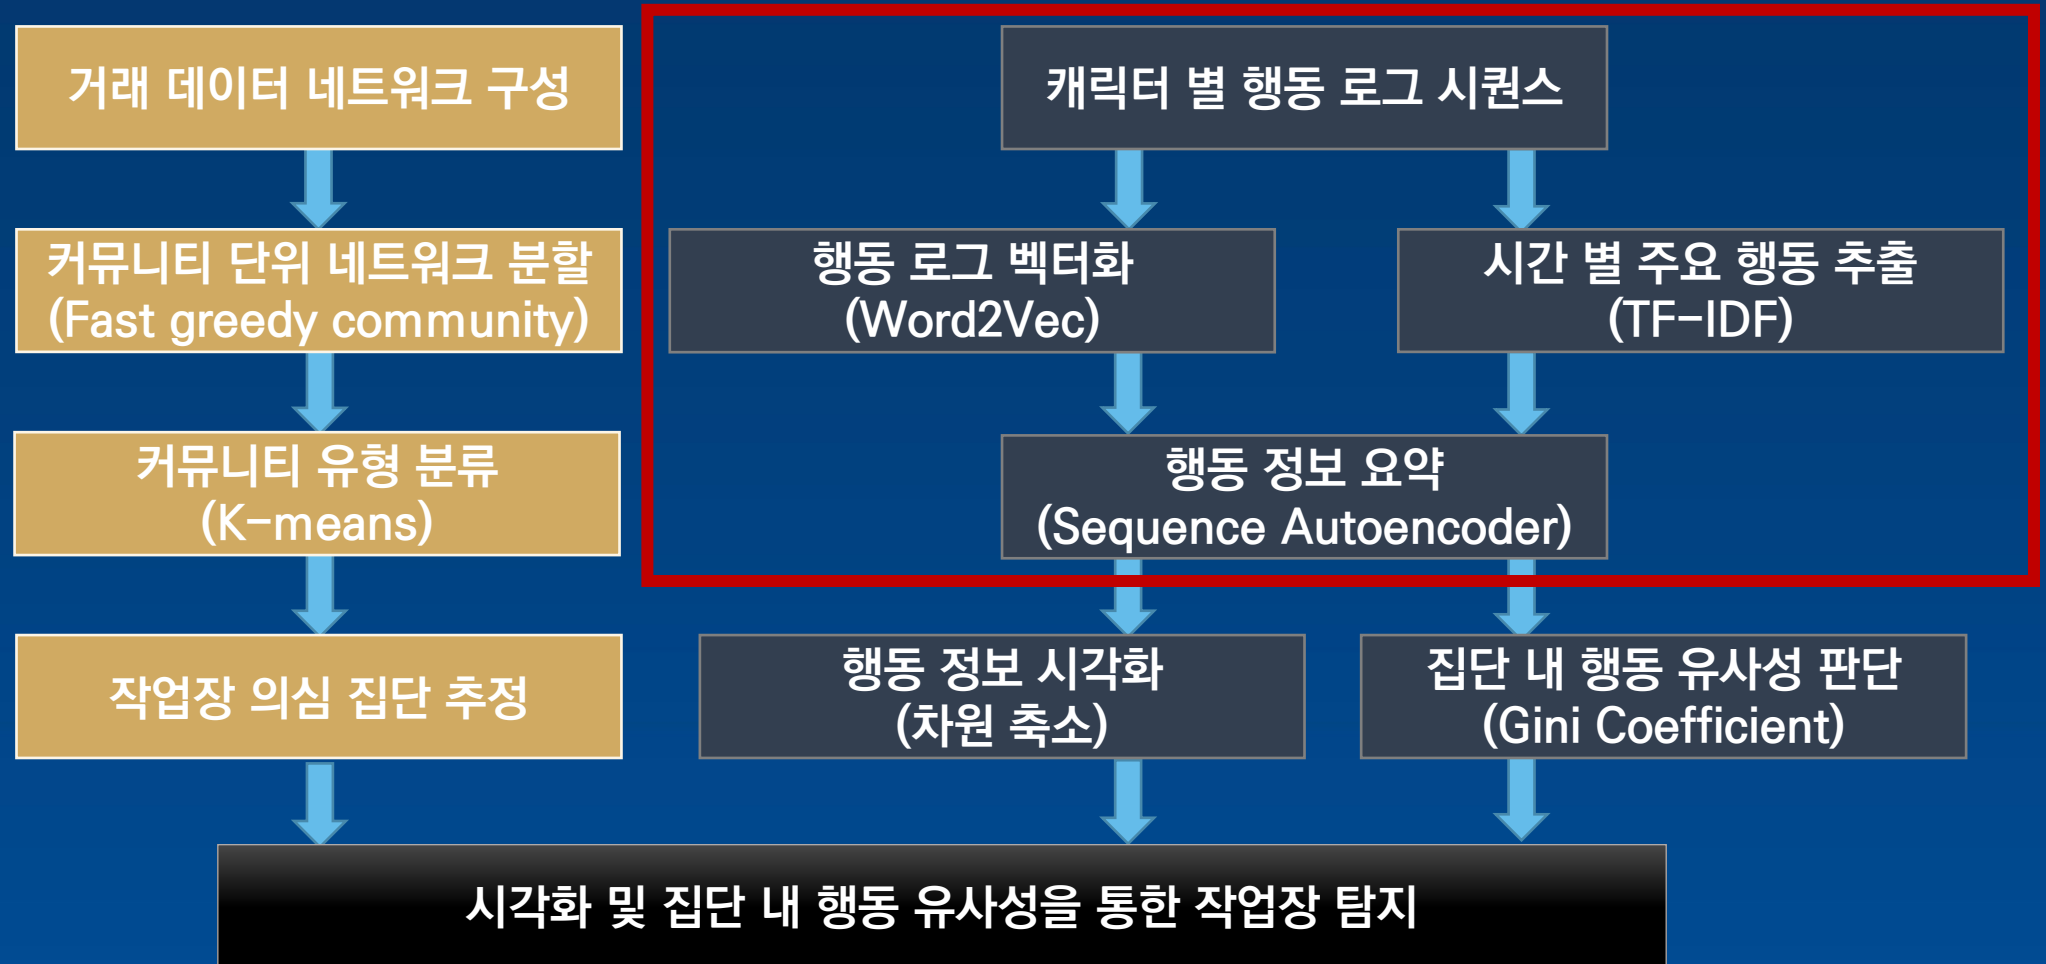 거래 데이터 네트워크 구성
캐릭터 별 행동 로그 시퀀스
커뮤니티 단위 네트워크 분할
(Fast greedy community)
행동 로그 벡터화
(Word2Vec)
시간 별 주요 행동 추출
(TF-IDF)
커뮤니티 유형 분류
(K-means)
행동 정보 요약
(Sequence Autoencoder)
작업장 의심 집단 추정
행동 정보 시각화
(차원 축소)
집단 내 행동 유사성 판단
(Gini Coefficient)
시각화 및 집단 내 행동 유사성을 통한 작업장 탐지